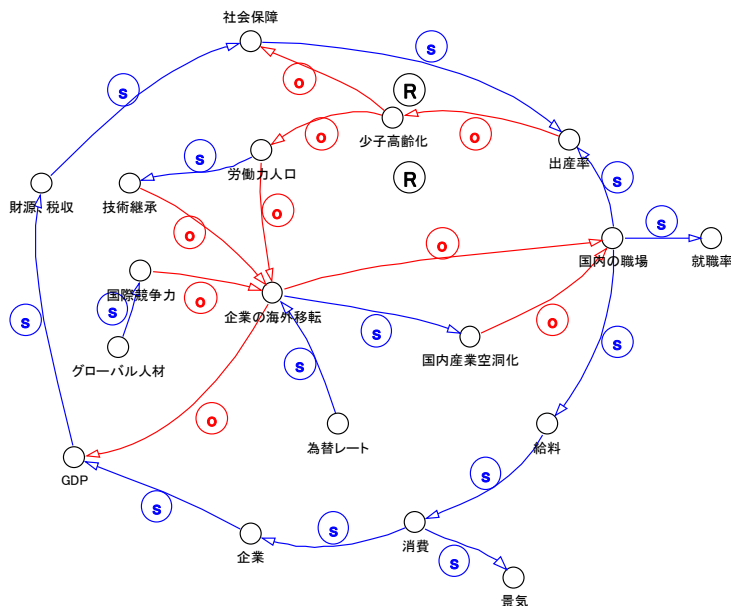 社会保障
s
s
R
o
少子高齢化
o
o
出産率
s
労働力人口
R
s
財源、税収
技術継承
o
o
o
s
国内の職場
就職率
国際競争力
o
s
企業の海外移転
s
s
o
s
グローバル人材
国内産業空洞化
s
o
為替レート
給料
GDP
s
s
s
消費
企業
s
景気